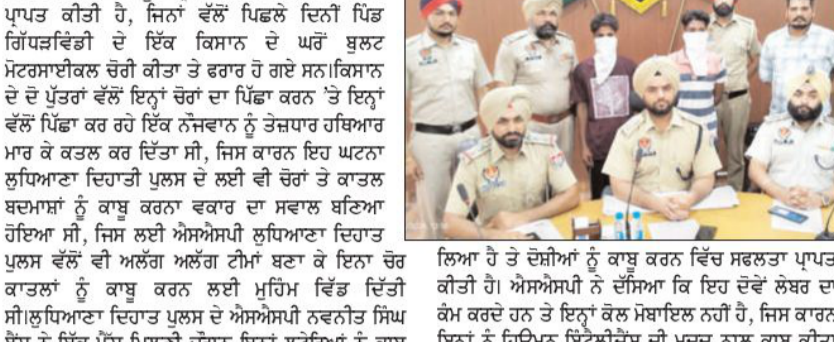 ਪ੍ਰਾਪਤ ਕੀਤੀ ਹੈ, ਜਿਨਾਂ ਵੱਲੋਂ ਪਿਛਲੇ ਦਿਨੀਂ ਪਿੰਡ
ਗਿੱਧੜਵਿੰਡੀ ਦੇ ਇੱਕ ਕਿਸਾਨ ਦੇ ਘਰੋਂ ਬੁਲਟ
ਮੋਟਰਸਾਈਕਲ ਚੋਰੀ ਕੀਤਾ ਤੇ ਫਰਾਰ ਹੋ ਗਏ ਸਨ।ਕਿਸਾਨ
ਦੇ ਦੋ ਪੁੱਤਰਾਂ ਵੱਲੋਂ ਇਨ੍ਹਾਂ ਚੋਰਾਂ ਦਾ ਪਿੱਛਾ ਕਰਨ ’ਤੇ ਇਨ੍ਹਾਂ
ਵੱਲੋਂ ਪਿੱਛਾ ਕਰ ਰਹੇ ਇੱਕ ਨੌਜਵਾਨ ਨੂੰ ਤੇਜ਼ਧਾਰ ਹਥਿਆਰ
ਮਾਰ ਕੇ ਕਤਲ ਕਰ ਦਿੱਤਾ ਸੀ, ਜਿਸ ਕਾਰਨ ਇਹ ਘਟਨਾ
ਲੁਧਿਆਣਾ ਦਿਹਾਤੀ ਪੁਲਸ ਦੇ ਲਈ ਵੀ ਚੋਰਾਂ ਤੇ ਕਾਤਲ
ਬਦਮਾਸ਼ਾਂ ਨੂੰ ਕਾਬੂ ਕਰਨਾ ਵਕਾਰ ਦਾ ਸਵਾਲ ਬਣਿਆ
ਹੋਇਆ ਸੀ, ਜਿਸ ਲਈ ਐਸਐਸਪੀ ਲੁਧਿਆਣਾ ਦਿਹਾਤ
ਪੁਲਸ ਵੱਲੋਂ ਵੀ ਅਲੱਗ ਅਲੱਗ ਟੀਮਾਂ ਬਣਾ ਕੇ ਇਨਾ ਚੋਰ
ਕਾਤਲਾਂ ਨੂੰ ਕਾਬੂ ਕਰਨ ਲਈ ਮੁਹਿੰਮ ਵਿੱਡ ਦਿੱਤੀ
ਸੀ।ਲੁਧਿਆਣਾ ਦਿਹਾਤ ਪੁਲਸ ਦੇ ਐਸਐਸਪੀ ਨਵਨੀਤ ਸਿੰਘ
ਲਿਆ ਹੈ ਤੇ ਦੋਸ਼ੀਆਂ ਨੂੰ ਕਾਬੂ ਕਰਨ ਵਿੱਚ ਸਫਲਤਾ ਪ੍ਰਾਪਤ
ਕੀਤੀ ਹੈ। ਐਸਐਸਪੀ ਨੇ ਦੱਸਿਆ ਕਿ ਇਹ ਦੋਵੇਂ ਲੇਬਰ ਦਾ
ਕੰਮ ਕਰਦੇ ਹਨ ਤੇ ਇਨ੍ਹਾਂ ਕੋਲ ਮੋਬਾਇਲ ਨਹੀਂ ਹੈ, ਜਿਸ ਕਾਰਨ